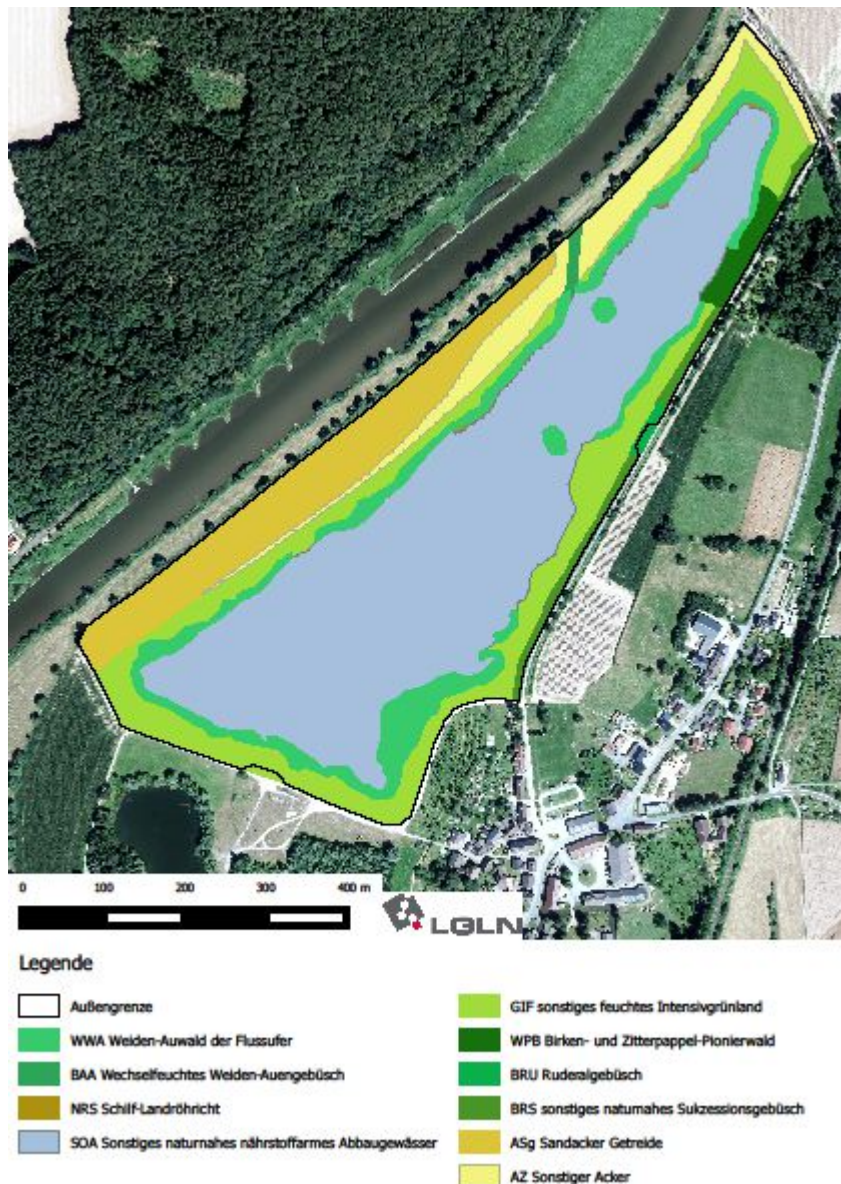 0 100 200 300 400 m
LGLN
Legende
Außengrenze
WWA Weiden-Auwald der Flussufer
BAA Wechselfeuchtes Weiden-Auengebüsch
NRS Schilf-Landröhricht
SOA Sonstiges naturnahes nährstoffarmes Abbaugewässer
GIF sonstiges feuchtes Intensivgrünland
WPB Birken- und Zitterpappel-Pionierwald
BRU Ruderalgebüsch
BRS sonstiges naturnahes Sukzessionsgebüsch
ASg Sandacker Getreide
AZ Sonstiger Acker